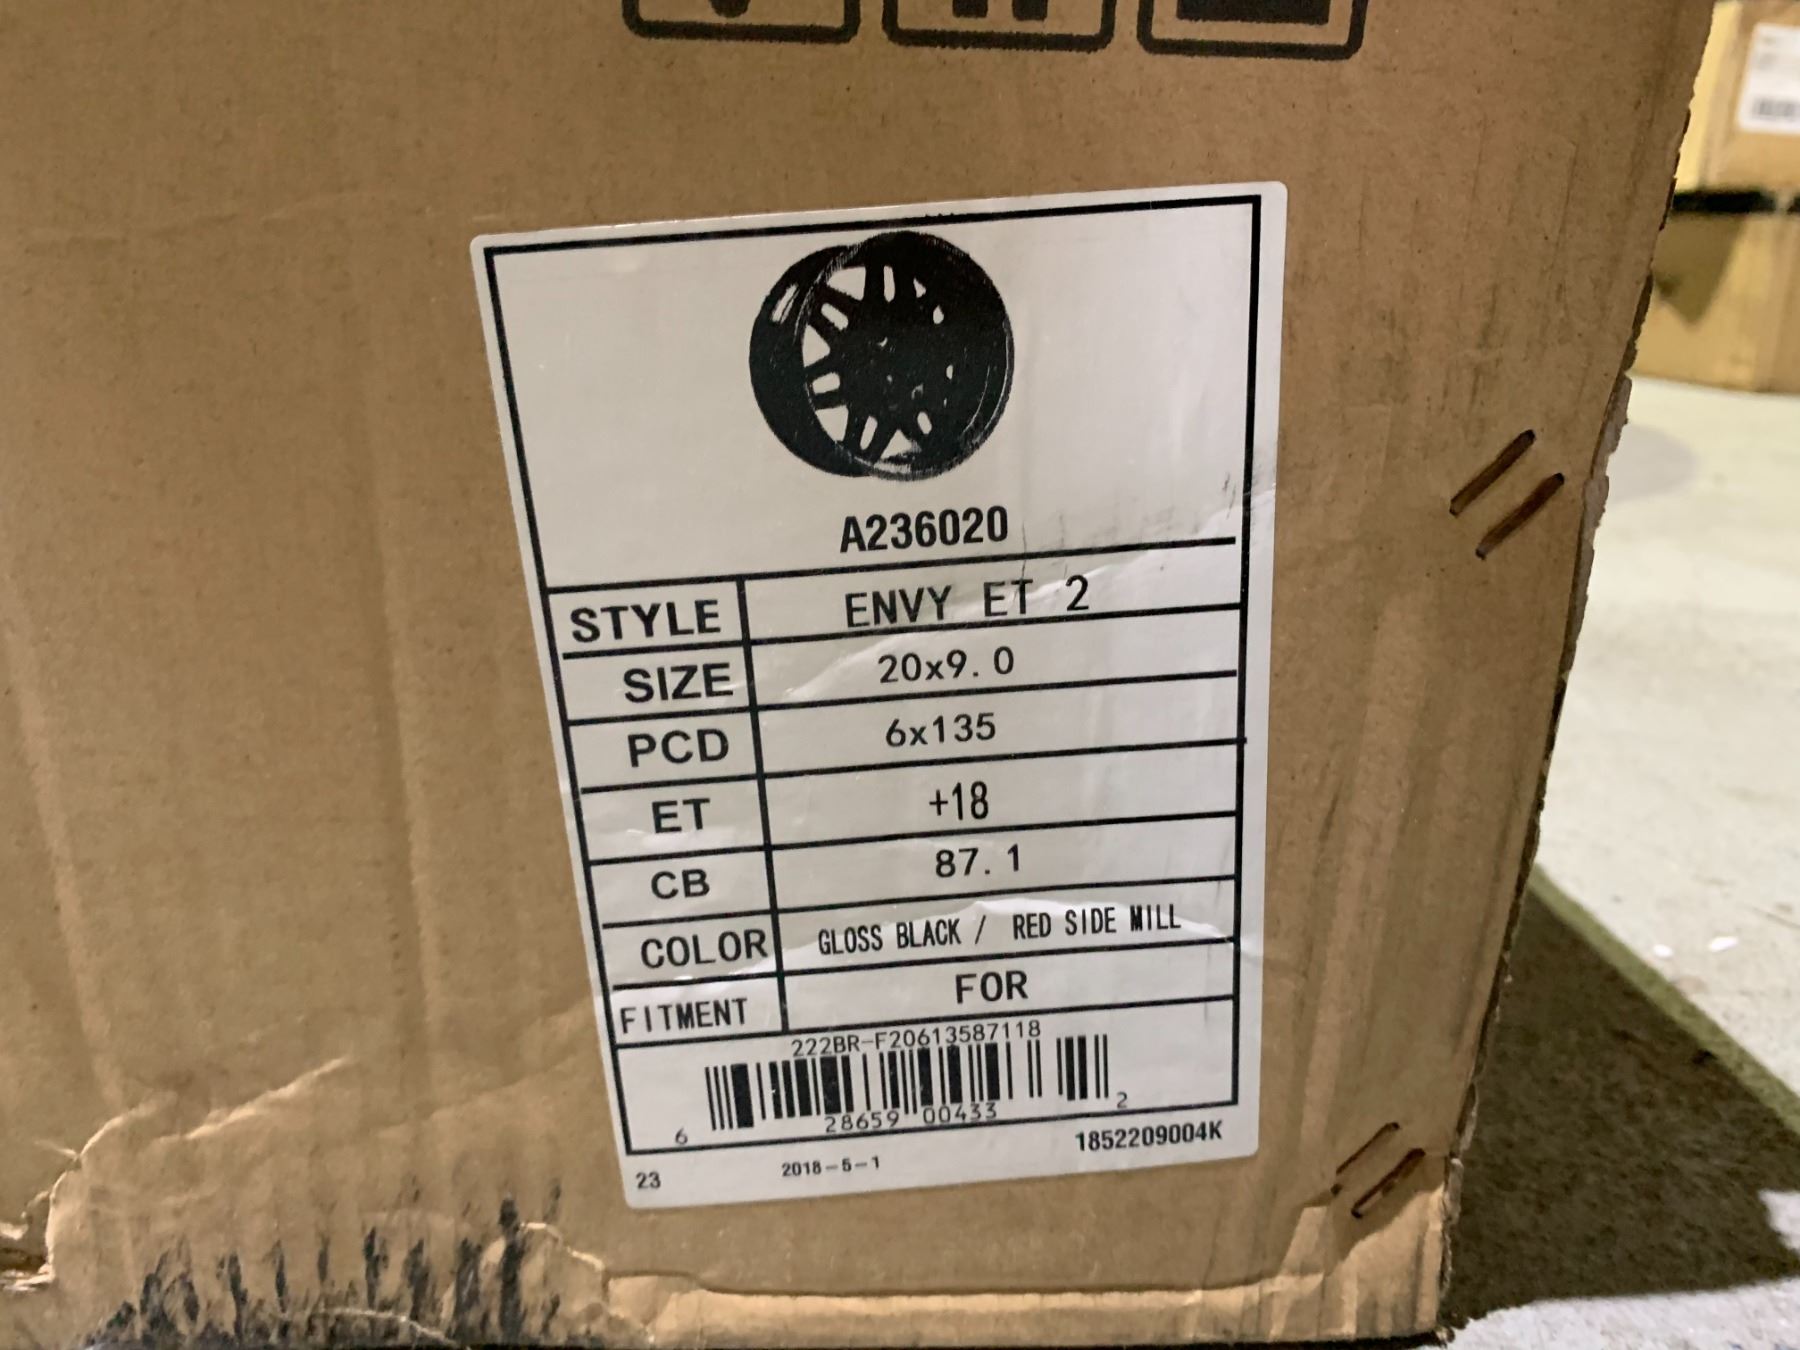 A236020
STYLE ENVY ET 2
SIZE 20x9.0
PCD 6x135
ET +18
CB 87.1
COLOR GLOSS BLACK / RED SIDE MILL
FITMENT FOR
222BR-F20613587118
6 28659 00433 2
23 2018-5-1 1852209004K